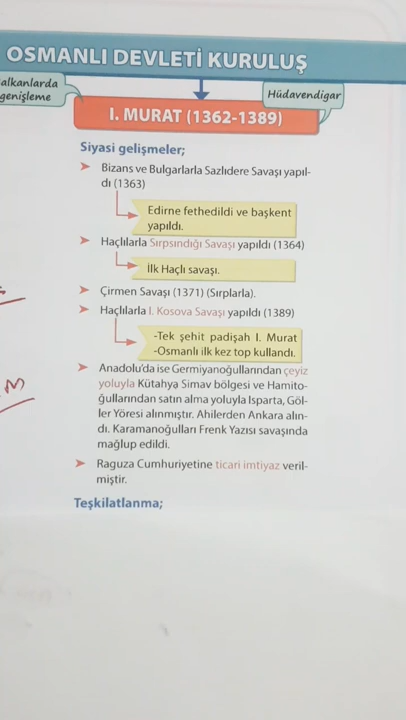 OSMANLI DEVLETİ KURULUŞ
alkanlarda
genişleme
Hüdavendigar
I. MURAT (1362-1389)
Siyasi gelişmeler;
➤ Bizans ve Bulgarlarla Sazlıdere Savaşı yapıl-
dı (1363)
Edirne fethedildi ve başkent
yapıldı.
➤ Haçlılarla Sırpsındığı Savaşı yapıldı (1364)
İlk Haçlı savaşı.
➤ Çirmen Savaşı (1371) (Sırplarla).
➤ Haçlılarla I. Kosova Savaşı yapıldı (1389)
-Tek şehit padişah I. Murat
-Osmanlı ilk kez top kullandı.
➤ Anadolu'da ise Germiyanoğullarından çeyiz
yoluyla Kütahya Simav bölgesi ve Hamito-
ğullarından satın alma yoluyla Isparta, Göl-
ler Yöresi alınmıştır. Ahilerden Ankara alın-
dı. Karamanoğulları Frenk Yazısı savaşında
mağlup edildi.
➤ Raguza Cumhuriyetine ticari imtiyaz veril-
miştir.
Teşkilatlanma;